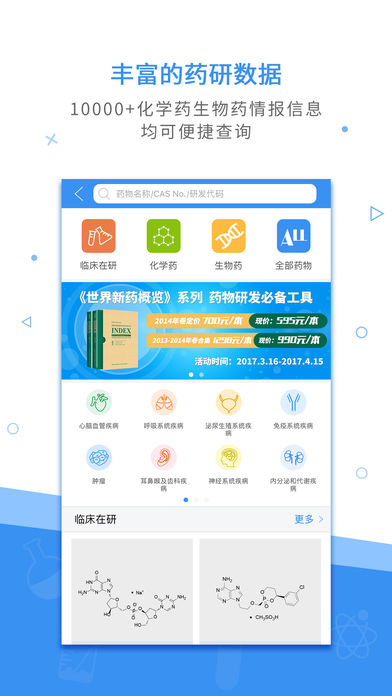 丰富的药研数据
10000+化学药生物药情报信息
均可便捷查询
药物名称/CAS No./研发代码
临床在研
化学药
生物药
ALL
全部药物
《世界新药概览》系列 药物研发必备工具
2014年卷定价 700元/本 现价：595元/本
2013-2014年卷合集 1290元/本 现价：990元/本
活动时间：2017.3.16-2017.4.15
INDEX
心脑血管疾病
呼吸系统疾病
泌尿生殖系统疾
病
免疫系统疾病
肿瘤
耳鼻喉及齿科疾
病
神经系统疾病
内分泌和代谢疾
病
临床在研
更多